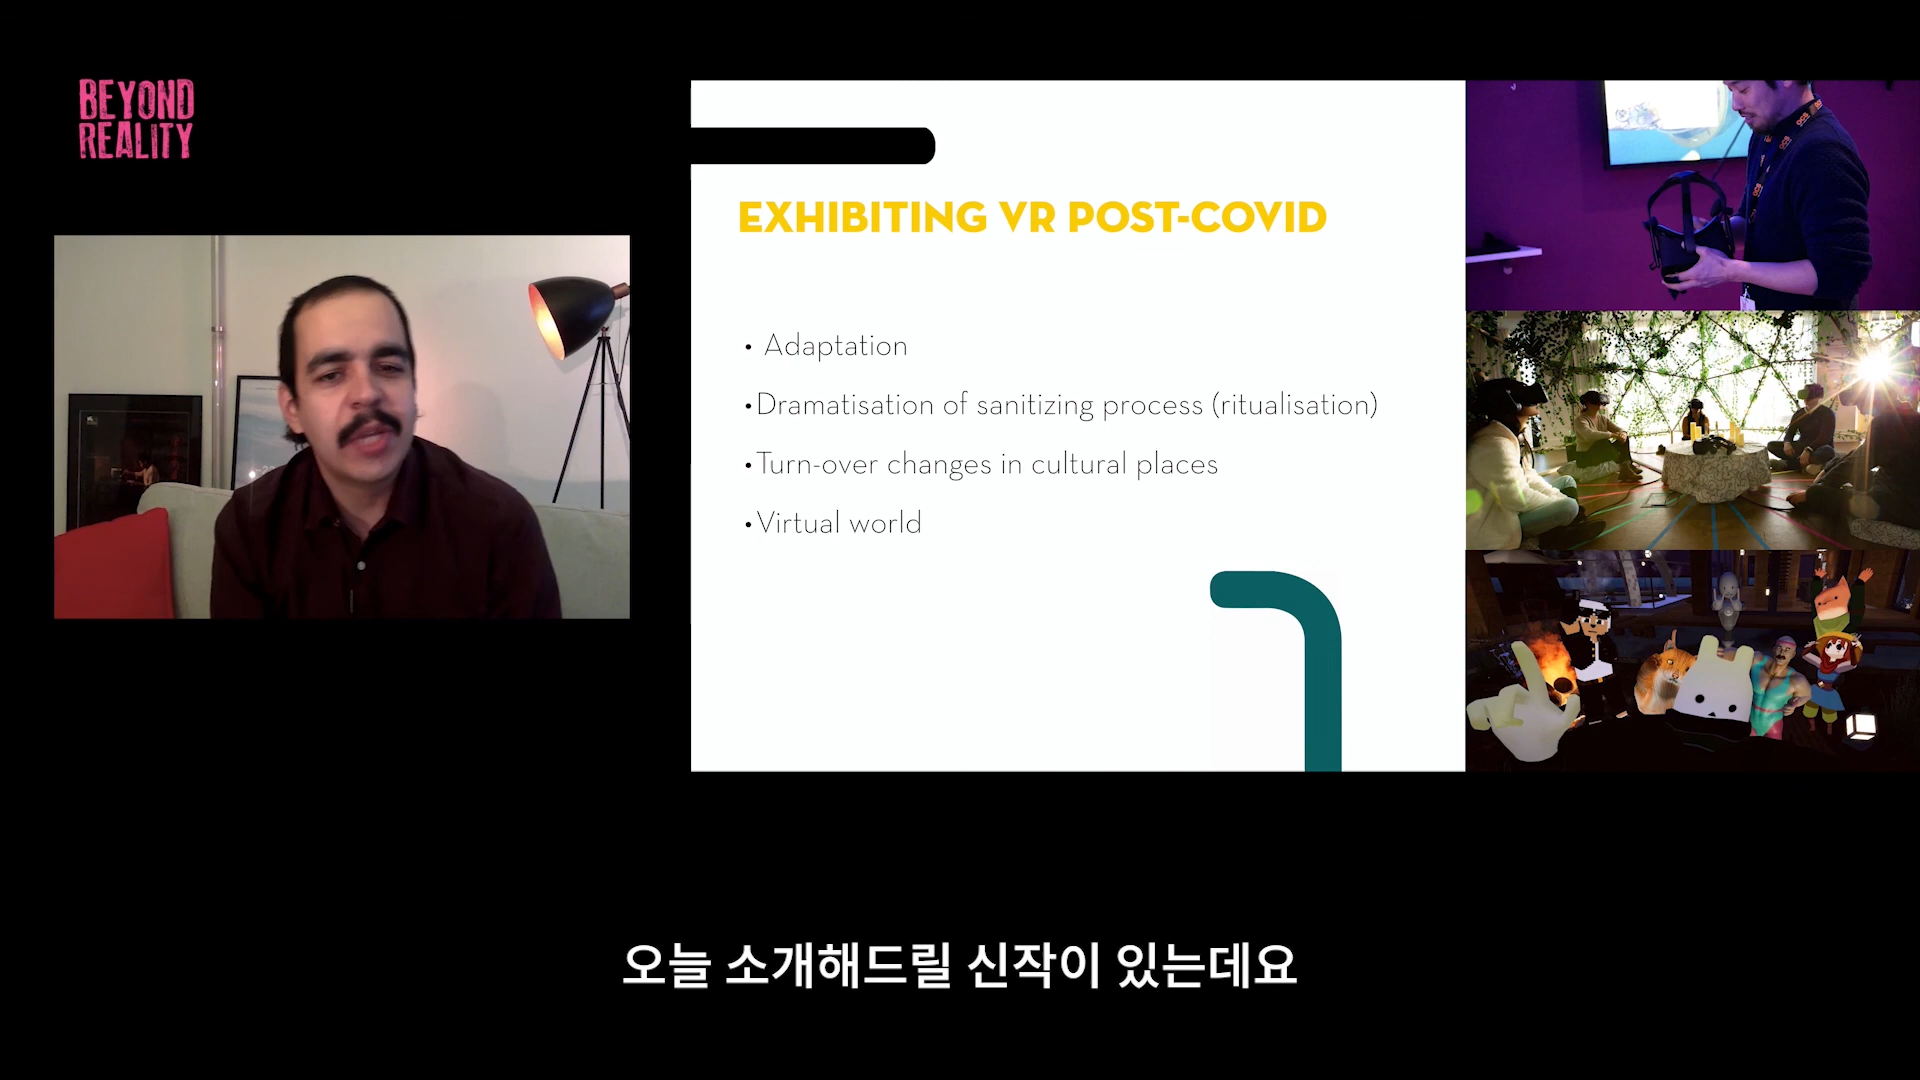 BEYOND
REALITY
EXHIBITING VR POST-COVID
• Adaptation
•Dramatisation of sanitizing process (ritualisation)
•Turn-over changes in cultural places
•Virtual world
오늘 소개해드릴 신작이 있는데요